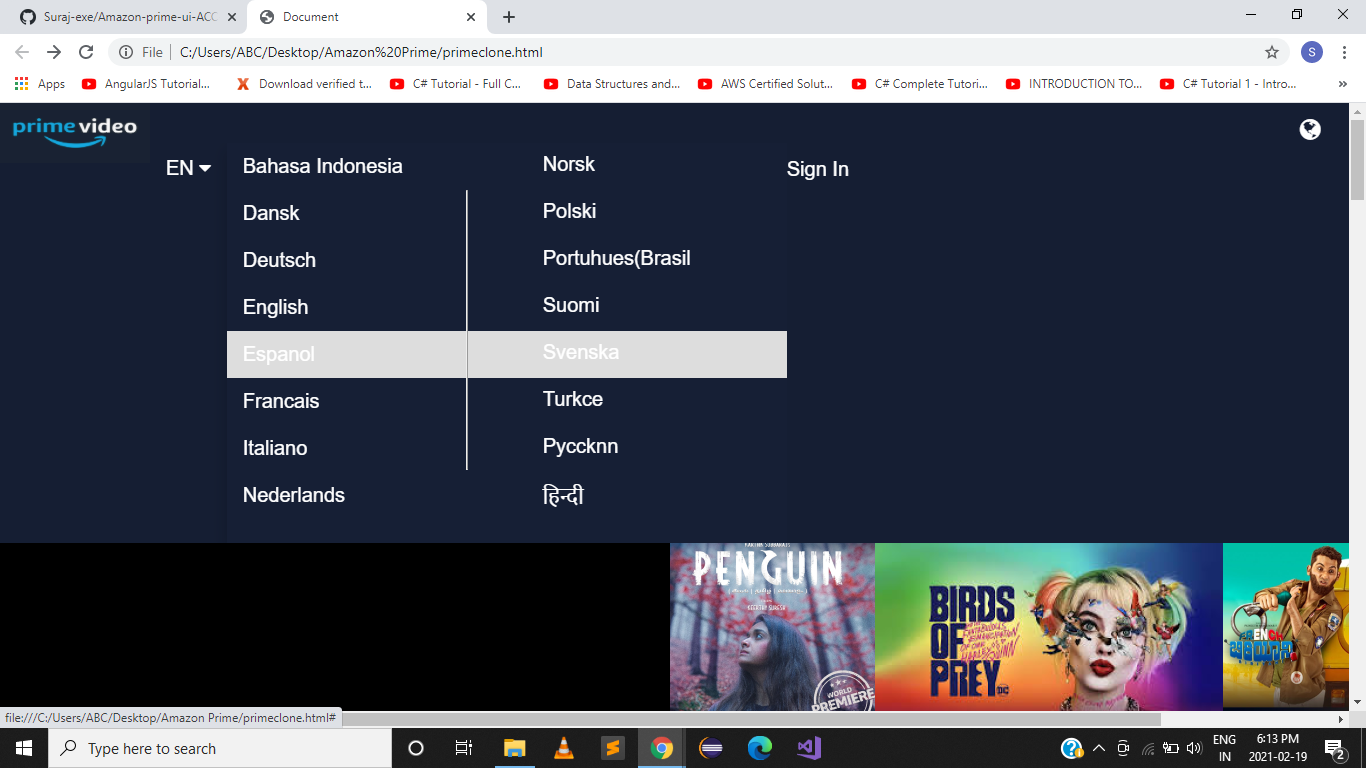 Suraj-exe/Amazon-prime-ui-ACC
Document
File
C:/Users/ABC/Desktop/Amazon%20Prime/primeclone.html
S
Apps
AngularJS Tutorial...
Download verified t...
C# Tutorial - Full C...
Data Structures and...
AWS Certified Solut...
C# Complete Tutori...
INTRODUCTION TO...
C# Tutorial 1 - Intro...
»
prime video
EN
Bahasa Indonesia
Dansk
Deutsch
English
Espanol
Francais
Italiano
Nederlands
Norsk
Polski
Portuhues(Brasil
Suomi
Svenska
Turkce
Pyccknn
हिन्दी
Sign In
KARTHIK SUBBARAJ'S
PENGUIN
KEERTHY SURESH
WORLD
PREMIERE
BIRDS
OF
PREY
DC
file:///C:/Users/ABC/Desktop/Amazon Prime/primeclone.html#
Type here to search
ENG
IN
6:13 PM
2021-02-19
2